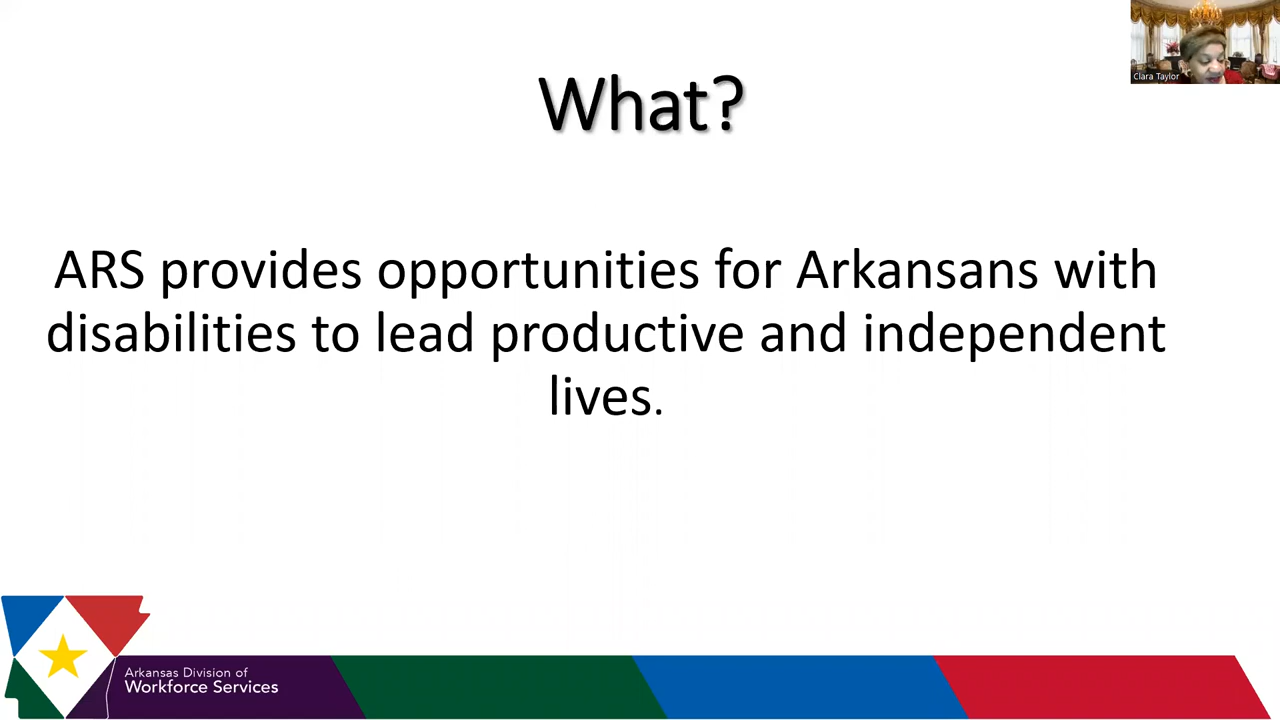 Clara Taylor
What?
ARS provides opportunities for Arkansans with
disabilities to lead productive and independent
lives.
Arkansas Division of
Workforce Services